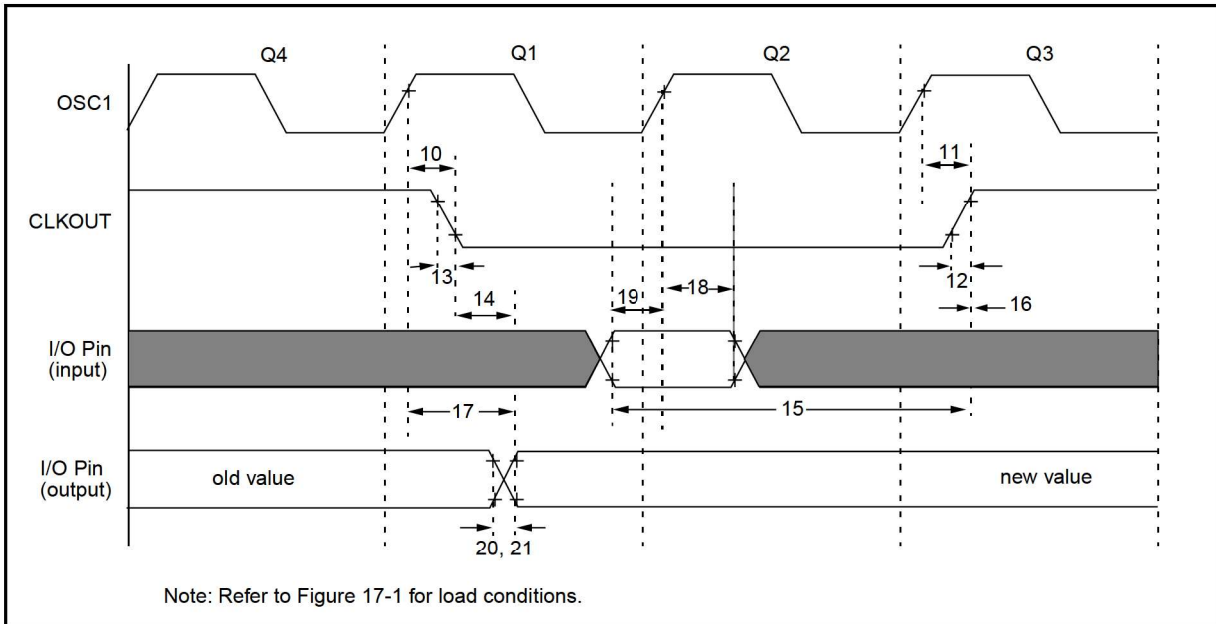 Q4 Q1 Q2 Q3
OSC1
10 11
CLKOUT
13 12
14 19 18 16
I/O Pin
(input)
17 15
I/O Pin
(output)
old value new value
20, 21
Note: Refer to Figure 17-1 for load conditions.